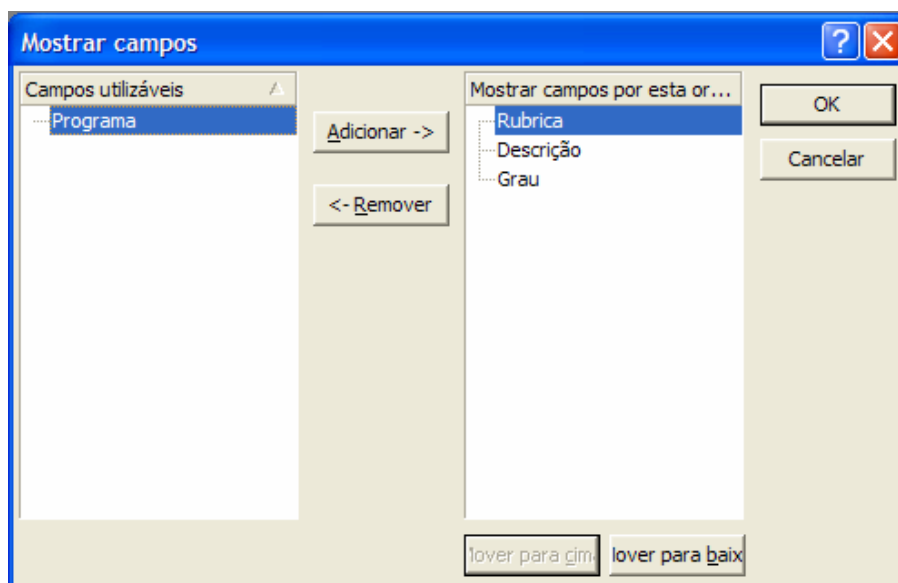 Mostrar campos
Campos utilizáveis
Programa
Adicionar ->
<- Remover
Mostrar campos por esta or...
Rubrica
Descrição
Grau
OK
Cancelar
lover para cim
lover para baix